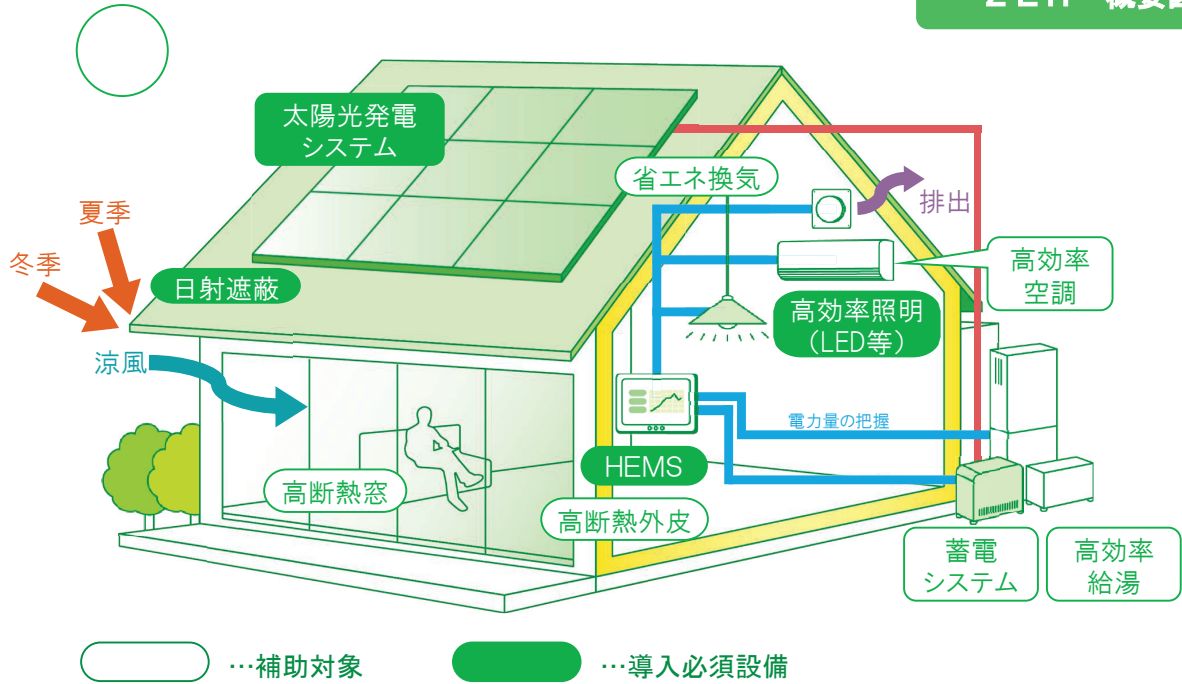 太陽光発電
システム
省エネ換気
排出
夏季
冬季
日射遮蔽
高効率
空調
高効率照明
(LED等)
涼風
電力量の把握
HEMS
高断熱窓
高断熱外皮
蓄電
システム
高効率
給湯
…補助対象
…導入必須設備